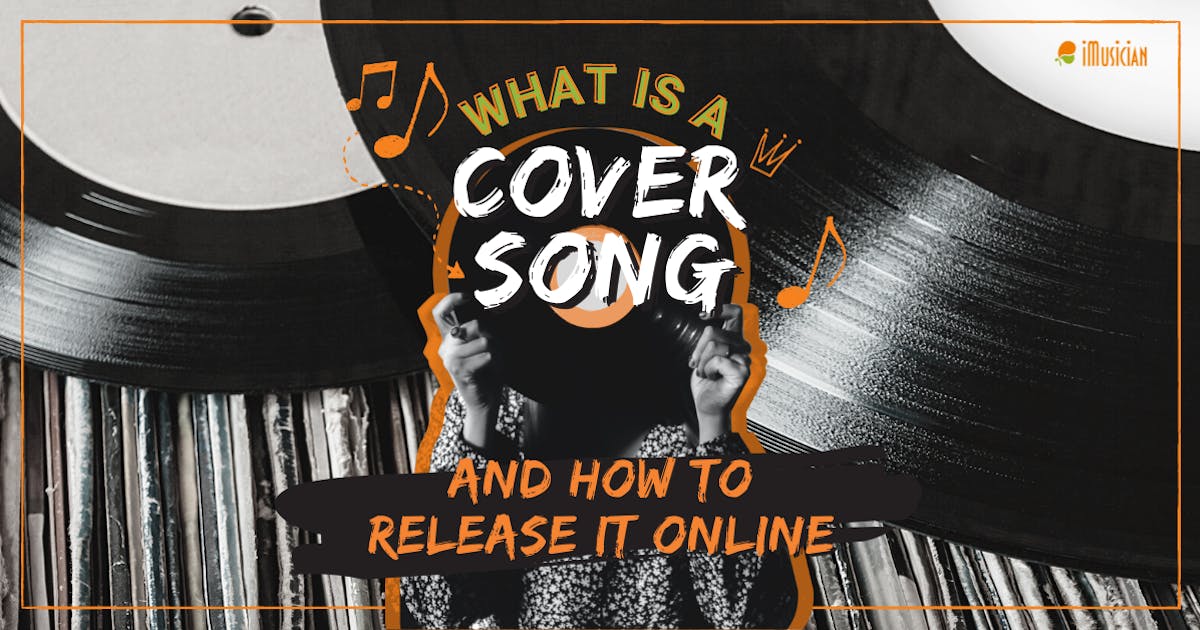 iMUSICIAN
WHAT IS A
COVER
SONG
AND HOW TO
RELEASE IT ONLINE